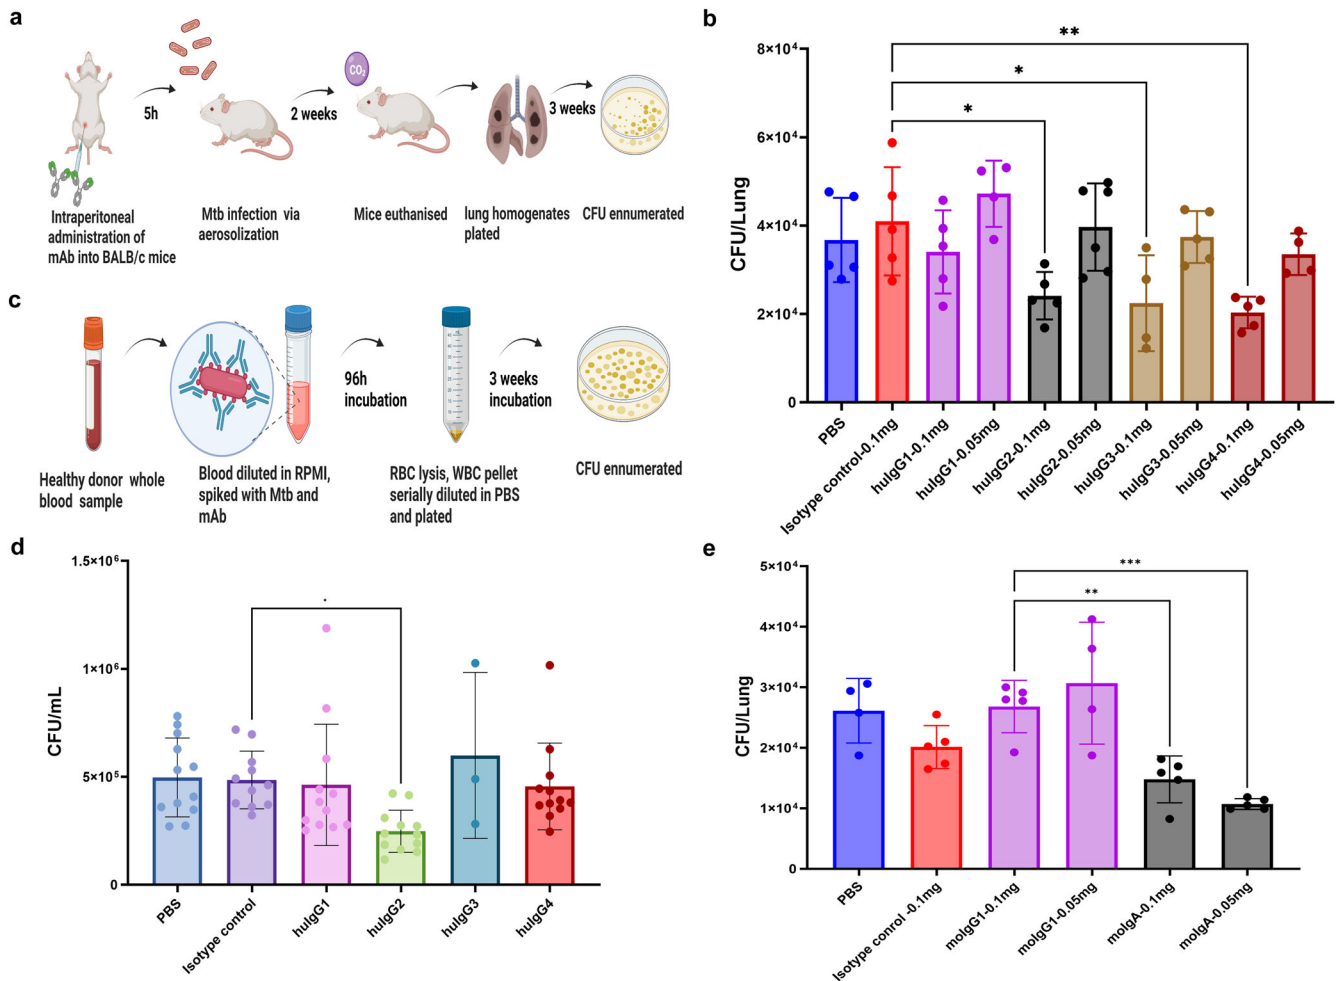 a
5h
CO₂
2 weeks
3 weeks
Intraperitoneal
administration of
mAb into BALB/c mice
Mtb infection via
aerosolization
Mice euthanised
lung homogenates
plated
CFU ennumerated
b
CFU/Lung
8×10⁴
6×10⁴
4×10⁴
2×10⁴
0
**
*
*
PBS
Isotype control-0.1mg
huIgG1-0.1mg
huIgG1-0.05mg
huIgG2-0.1mg
huIgG2-0.05mg
huIgG3-0.1mg
huIgG3-0.05mg
huIgG4-0.1mg
huIgG4-0.05mg
c
96h
incubation
3 weeks
incubation
Healthy donor whole
blood sample
Blood diluted in RPMI,
spiked with Mtb and
mAb
RBC lysis, WBC pellet
serially diluted in PBS
and plated
CFU ennumerated
d
CFU/mL
1.5×10⁶
1×10⁶
5×10⁵
0
*
PBS
Isotype control
huIgG1
huIgG2
huIgG3
huIgG4
e
CFU/Lung
5×10⁴
4×10⁴
3×10⁴
2×10⁴
1×10⁴
0
***
**
PBS
Isotype conrol -0.1mg
moIgG1-0.1mg
moIgG1-0.05mg
moIgA-0.1mg
moIgA-0.05mg